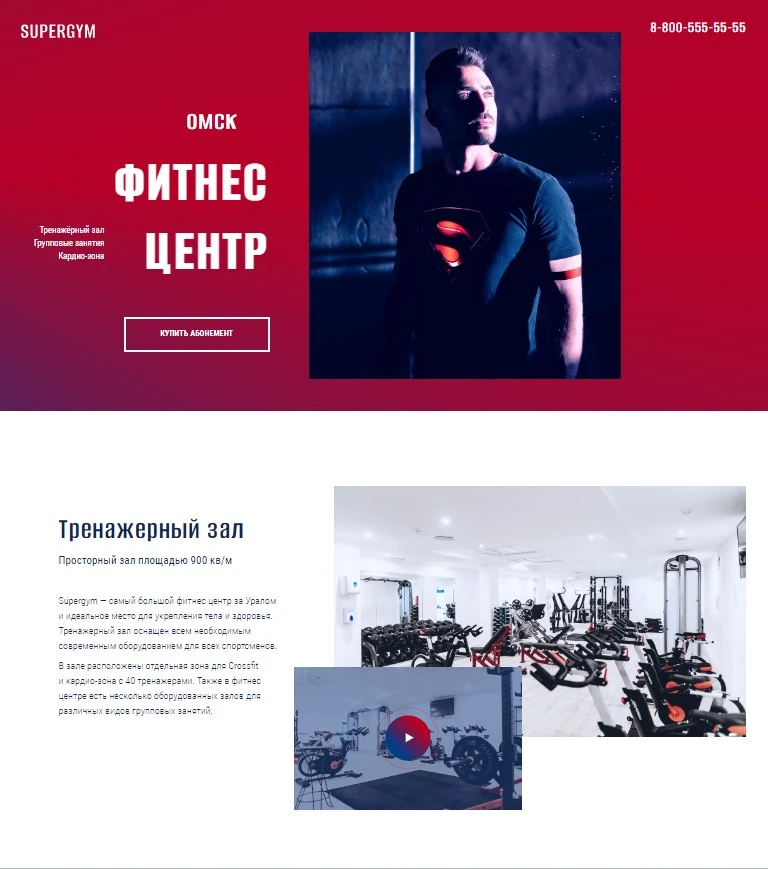 SUPERGYM
8-800-555-55-55
ОМСК
ФИТНЕС
ЦЕНТР
Тренажёрный зал
Групповые занятия
Кардио-зона
КУПИТЬ АБОНЕМЕНТ
Тренажерный зал
Просторный зал площадью 900 кв/м
Supergym — самый большой фитнес центр за Уралом
и идеальное место для укрепления тела и здоровья.
Тренажерный зал оснащен всем необходимым
современным оборудованием для всех спортсменов.
В зале расположены отдельная зона для Crossfit
и кардио-зона с 40 тренажерами. Также в фитнес
центре есть несколько оборудованных залов для
различных видов групповых занятий.